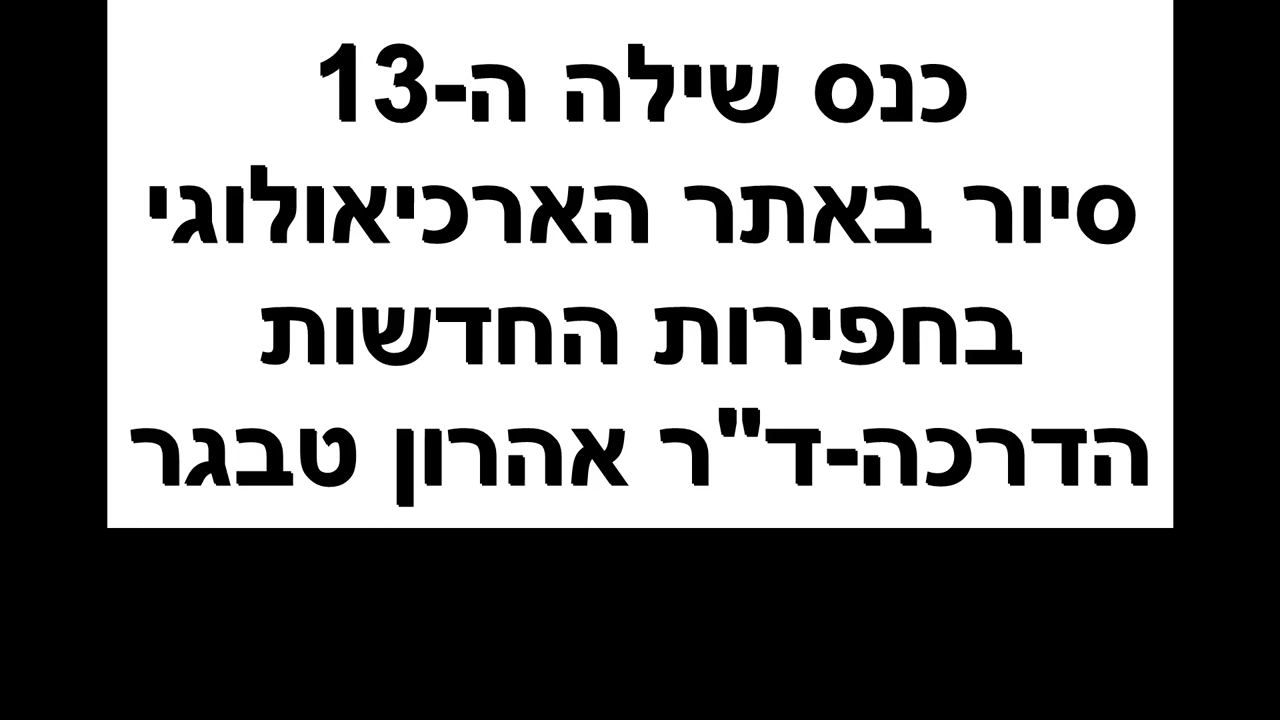 כנס שילה ה-13
סיור באתר הארכיאולוגי
בחפירות החדשות
הדרכה-ד"ר אהרון טבגר